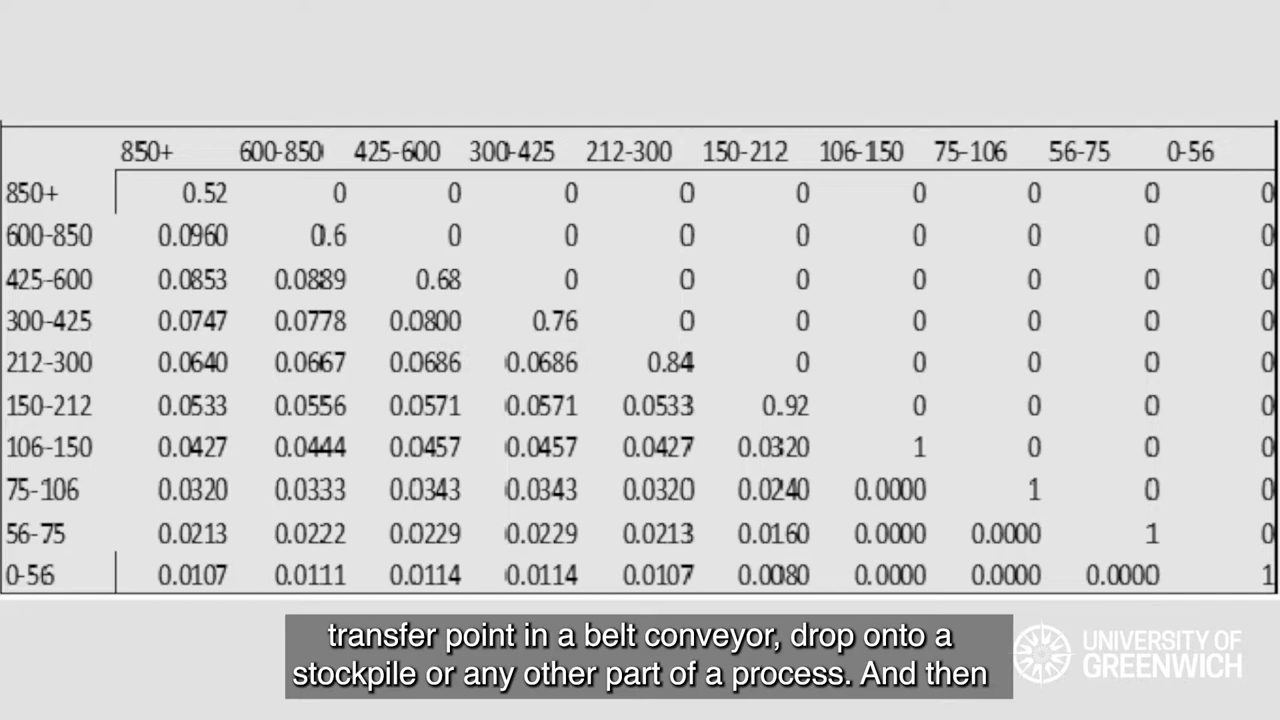 850+ 600-850 425-600 300-425 212-300 150-212 106-150 75-106 56-75 0-56
850+ 0.52 0 0 0 0 0 0 0 0 0
600-850 0.0960 0.6 0 0 0 0 0 0 0 0
425-600 0.0853 0.0889 0.68 0 0 0 0 0 0 0
300-425 0.0747 0.0778 0.0800 0.76 0 0 0 0 0 0
212-300 0.0640 0.0667 0.0686 0.0686 0.84 0 0 0 0 0
150-212 0.0533 0.0556 0.0571 0.0571 0.0533 0.92 0 0 0 0
106-150 0.0427 0.0444 0.0457 0.0457 0.0427 0.0320 1 0 0 0
75-106 0.0320 0.0333 0.0343 0.0343 0.0320 0.0240 0.0000 1 0 0
56-75 0.0213 0.0222 0.0229 0.0229 0.0213 0.0160 0.0000 0.0000 1 0
0-56 0.0107 0.0111 0.0114 0.0114 0.0107 0.0080 0.0000 0.0000 0.0000 1
transfer point in a belt conveyor, drop onto a
stockpile or any other part of a process. And then
UNIVERSITY OF
GREENWICH